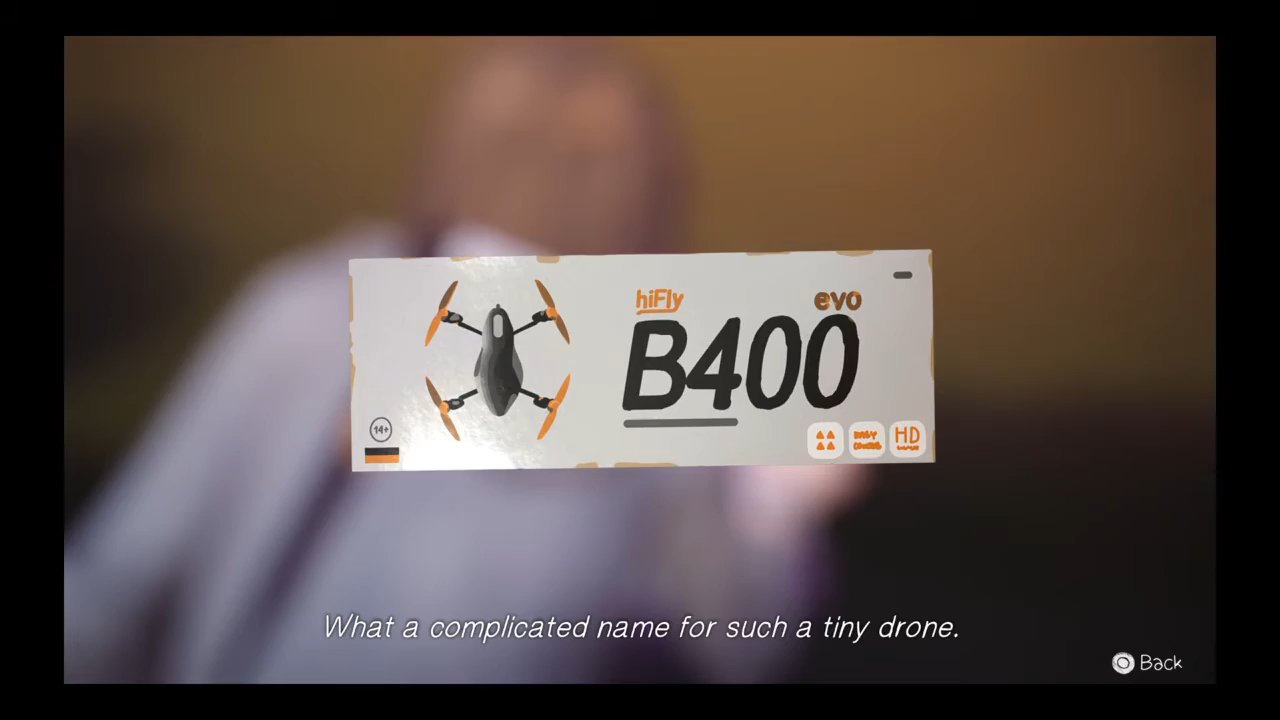 hiFly
evo
B400
14+
HD
What a complicated name for such a tiny drone.
Back